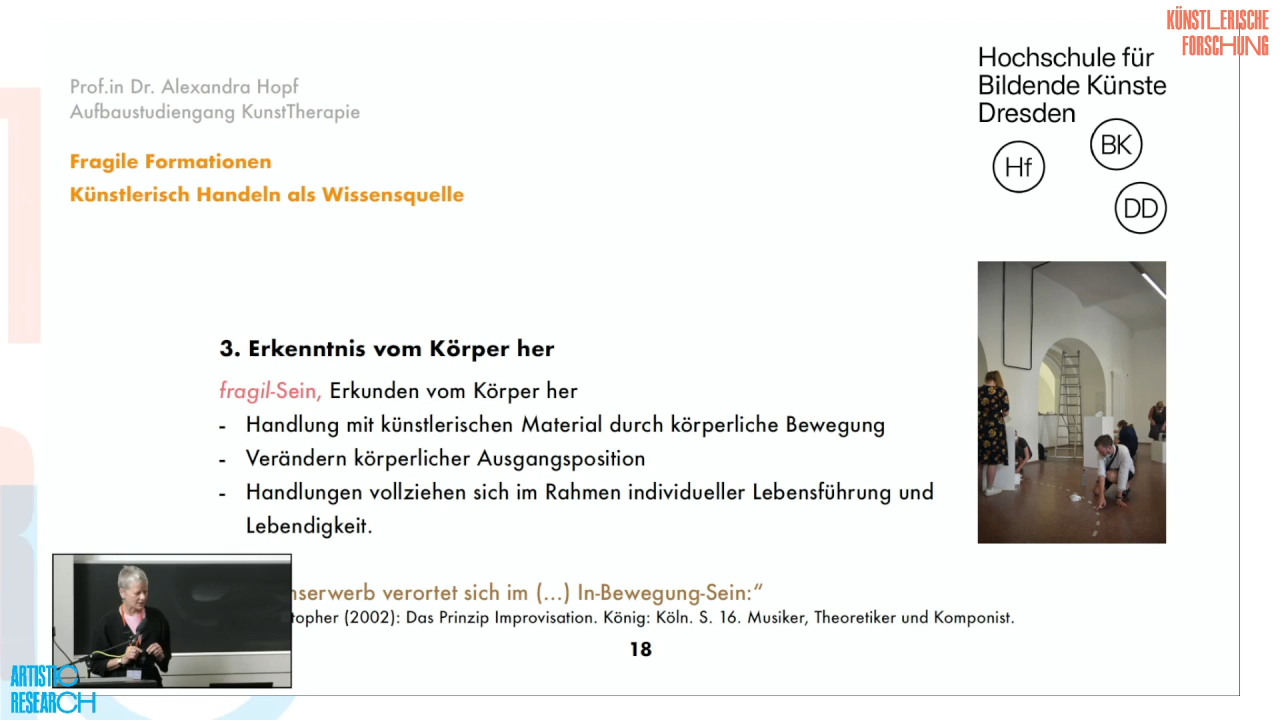 KÜNSTLERISCHE
FORSCHUNG
Hochschule für
Bildende Künste
Dresden
Hf
BK
DD
Prof.in Dr. Alexandra Hopf
Aufbaustudiengang KunstTherapie
Fragile Formationen
Künstlerisch Handeln als Wissensquelle
3. Erkenntnis vom Körper her
fragil-Sein, Erkunden vom Körper her
- Handlung mit künstlerischen Material durch körperliche Bewegung
- Verändern körperlicher Ausgangsposition
- Handlungen vollziehen sich im Rahmen individueller Lebensführung und
Lebendigkeit.
nserwerb verortet sich im (...) In-Bewegung-Sein:“
topher (2002): Das Prinzip Improvisation. König: Köln. S. 16. Musiker, Theoretiker und Komponist.
18
ARTISTIC
RESEARCH